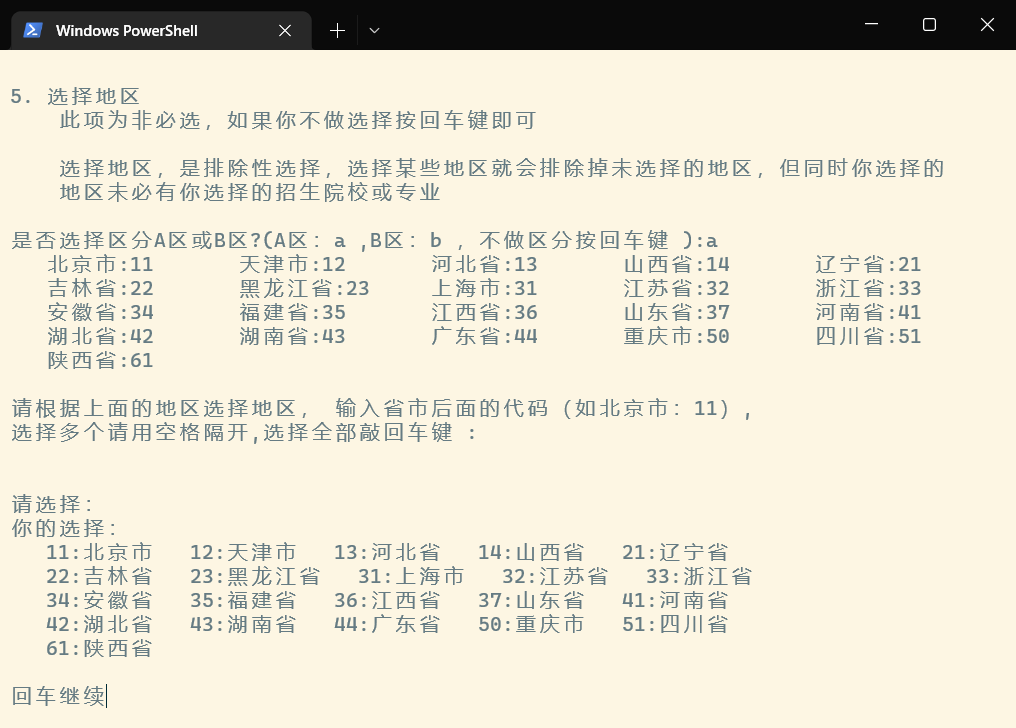 Windows PowerShell
5. 选择地区
此项为非必选，如果你不做选择按回车键即可
选择地区，是排除性选择，选择某些地区就会排除掉未选择的地区，但同时你选择的
地区未必有你选择的招生院校或专业
是否选择区分A区或B区?(A区：a ,B区：b ，不做区分按回车键 ):a
北京市:11 天津市:12 河北省:13 山西省:14 辽宁省:21
吉林省:22 黑龙江省:23 上海市:31 江苏省:32 浙江省:33
安徽省:34 福建省:35 江西省:36 山东省:37 河南省:41
湖北省:42 湖南省:43 广东省:44 重庆市:50 四川省:51
陕西省:61
请根据上面的地区选择地区， 输入省市后面的代码（如北京市：11），
选择多个请用空格隔开,选择全部敲回车键 ：
请选择：
你的选择：
11:北京市 12:天津市 13:河北省 14:山西省 21:辽宁省
22:吉林省 23:黑龙江省 31:上海市 32:江苏省 33:浙江省
34:安徽省 35:福建省 36:江西省 37:山东省 41:河南省
42:湖北省 43:湖南省 44:广东省 50:重庆市 51:四川省
61:陕西省
回车继续